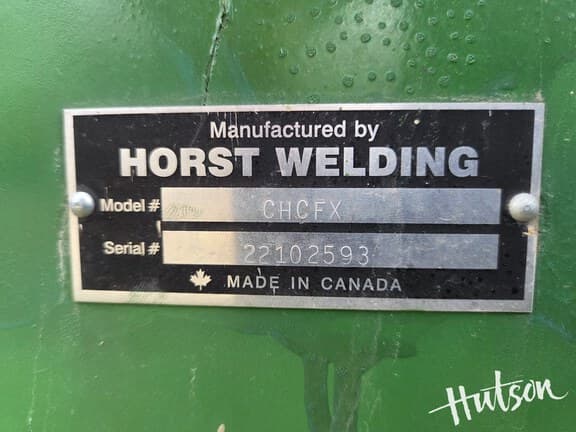 Manufactured by
HORST WELDING
Model # CHCFX
Serial # 22102593
MADE IN CANADA
Hutson